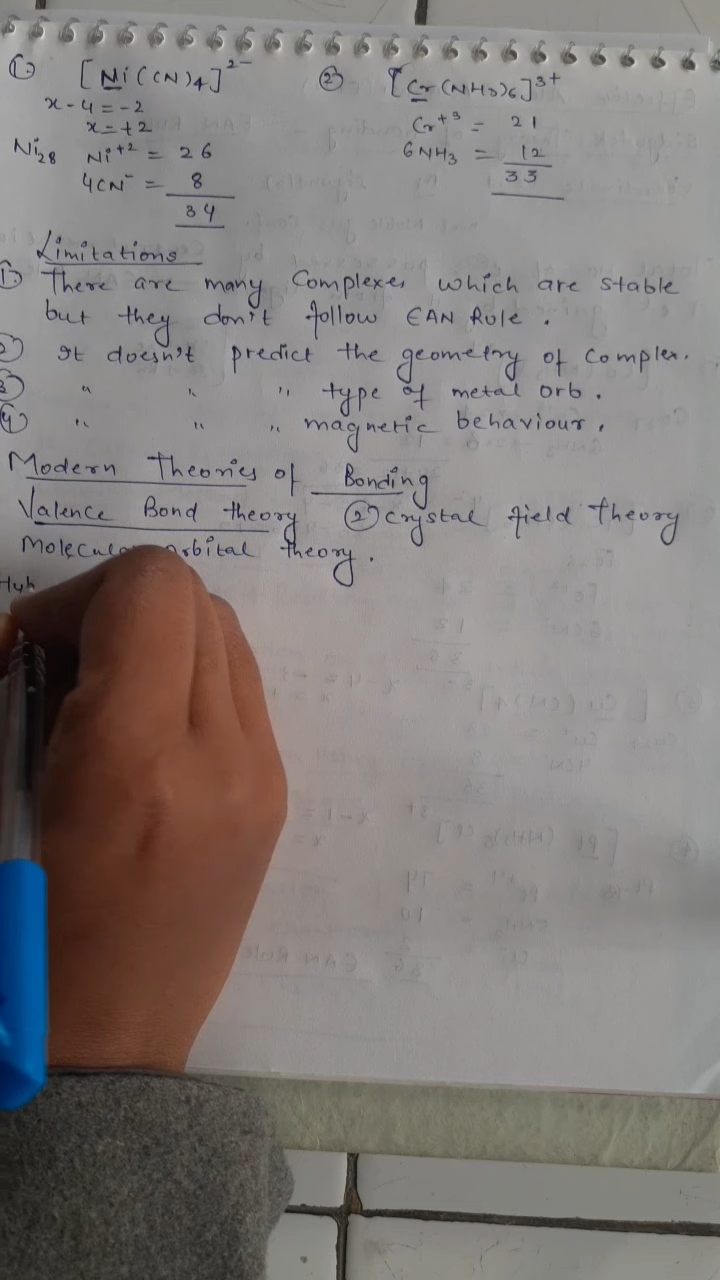 ① [Ni(CN)4]2- ② [Cr(NH3)6]3+
x-4=-2 Cr+3 = 21
x=+2 6NH3 = 12
Ni28 Ni+2 = 26 33
4CN- = 8
34
Limitations
① There are many Complexes which are stable
but they don't follow EAN Rule.
② It doesn't predict the geometry of Complex.
③ " " " type of metal orb.
④ " " " magnetic behaviour.
Modern Theories of Bonding
Valence Bond theory ② Crystal field Theory
Molecular orbital theory.
Hyb